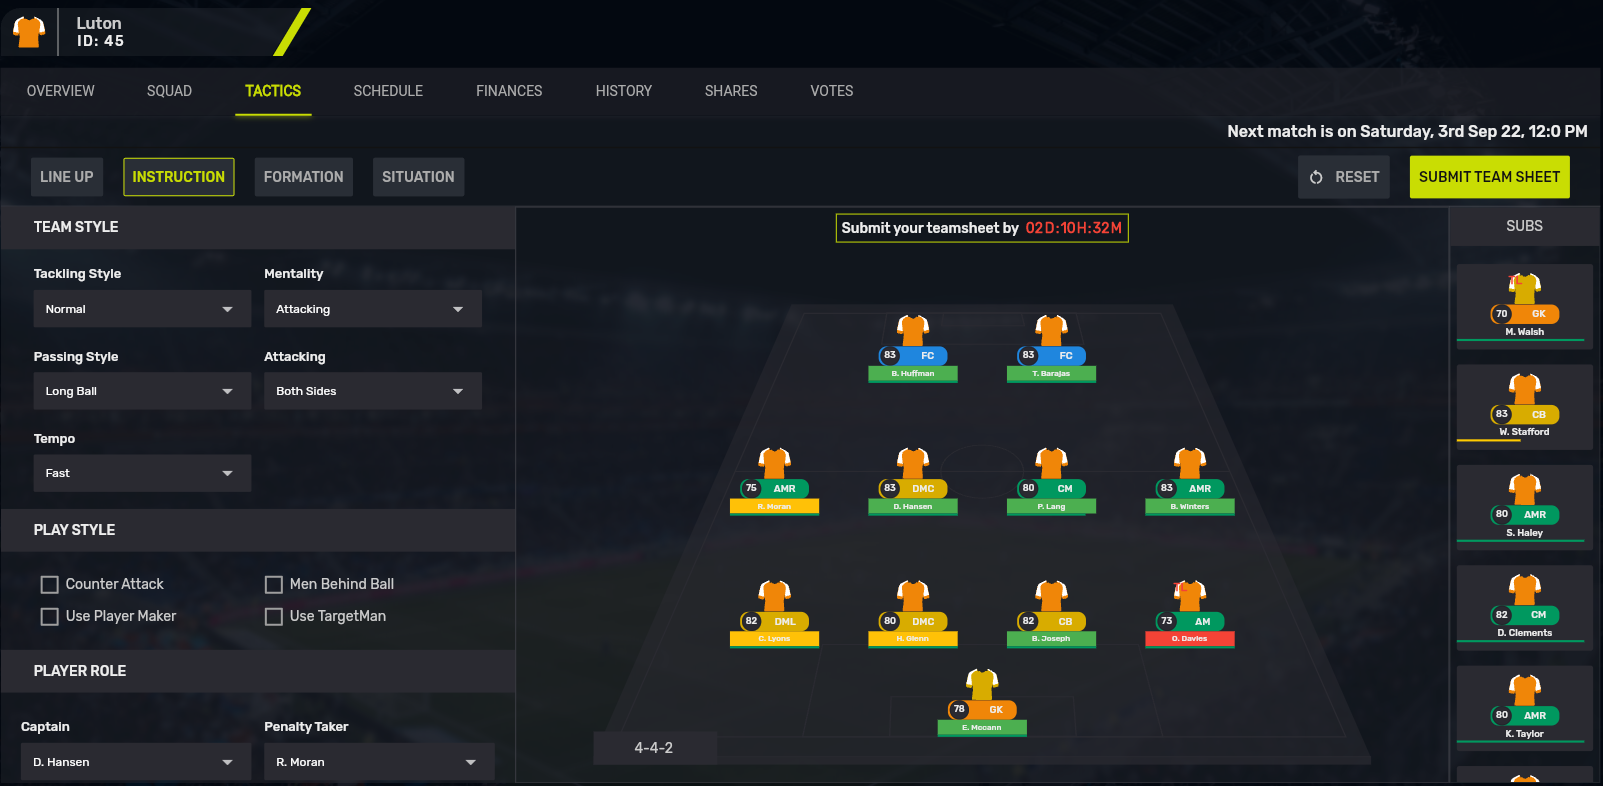 Luton
ID: 45
OVERVIEW SQUAD TACTICS SCHEDULE FINANCES HISTORY SHARES VOTES
Next match is on Saturday, 3rd Sep 22, 12:0 PM
LINE UP INSTRUCTION FORMATION SITUATION RESET SUBMIT TEAM SHEET
TEAM STYLE
Tackling Style Mentality
Normal Attacking
Passing Style Attacking
Long Ball Both Sides
Tempo
Fast
PLAY STYLE
Counter Attack Men Behind Ball
Use Player Maker Use TargetMan
PLAYER ROLE
Captain Penalty Taker
D. Hansen R. Moran
Submit your teamsheet by 02D:10H:32M
83 FC 83 FC
B. Huffman T. Barajas
75 AMR 83 DMC 80 CM 83 AMR
R. Moran D. Hansen P. Lang B. Winters
TL
82 DML 80 DMC 82 CB 73 AM
C. Lyons H. Glenn B. Joseph O. Davies
78 GK
E. Mccann
4-4-2
SUBS
TL
70 GK
M. Walsh
83 CB
W. Stafford
80 AMR
S. Haley
82 CM
D. Clements
80 AMR
K. Taylor